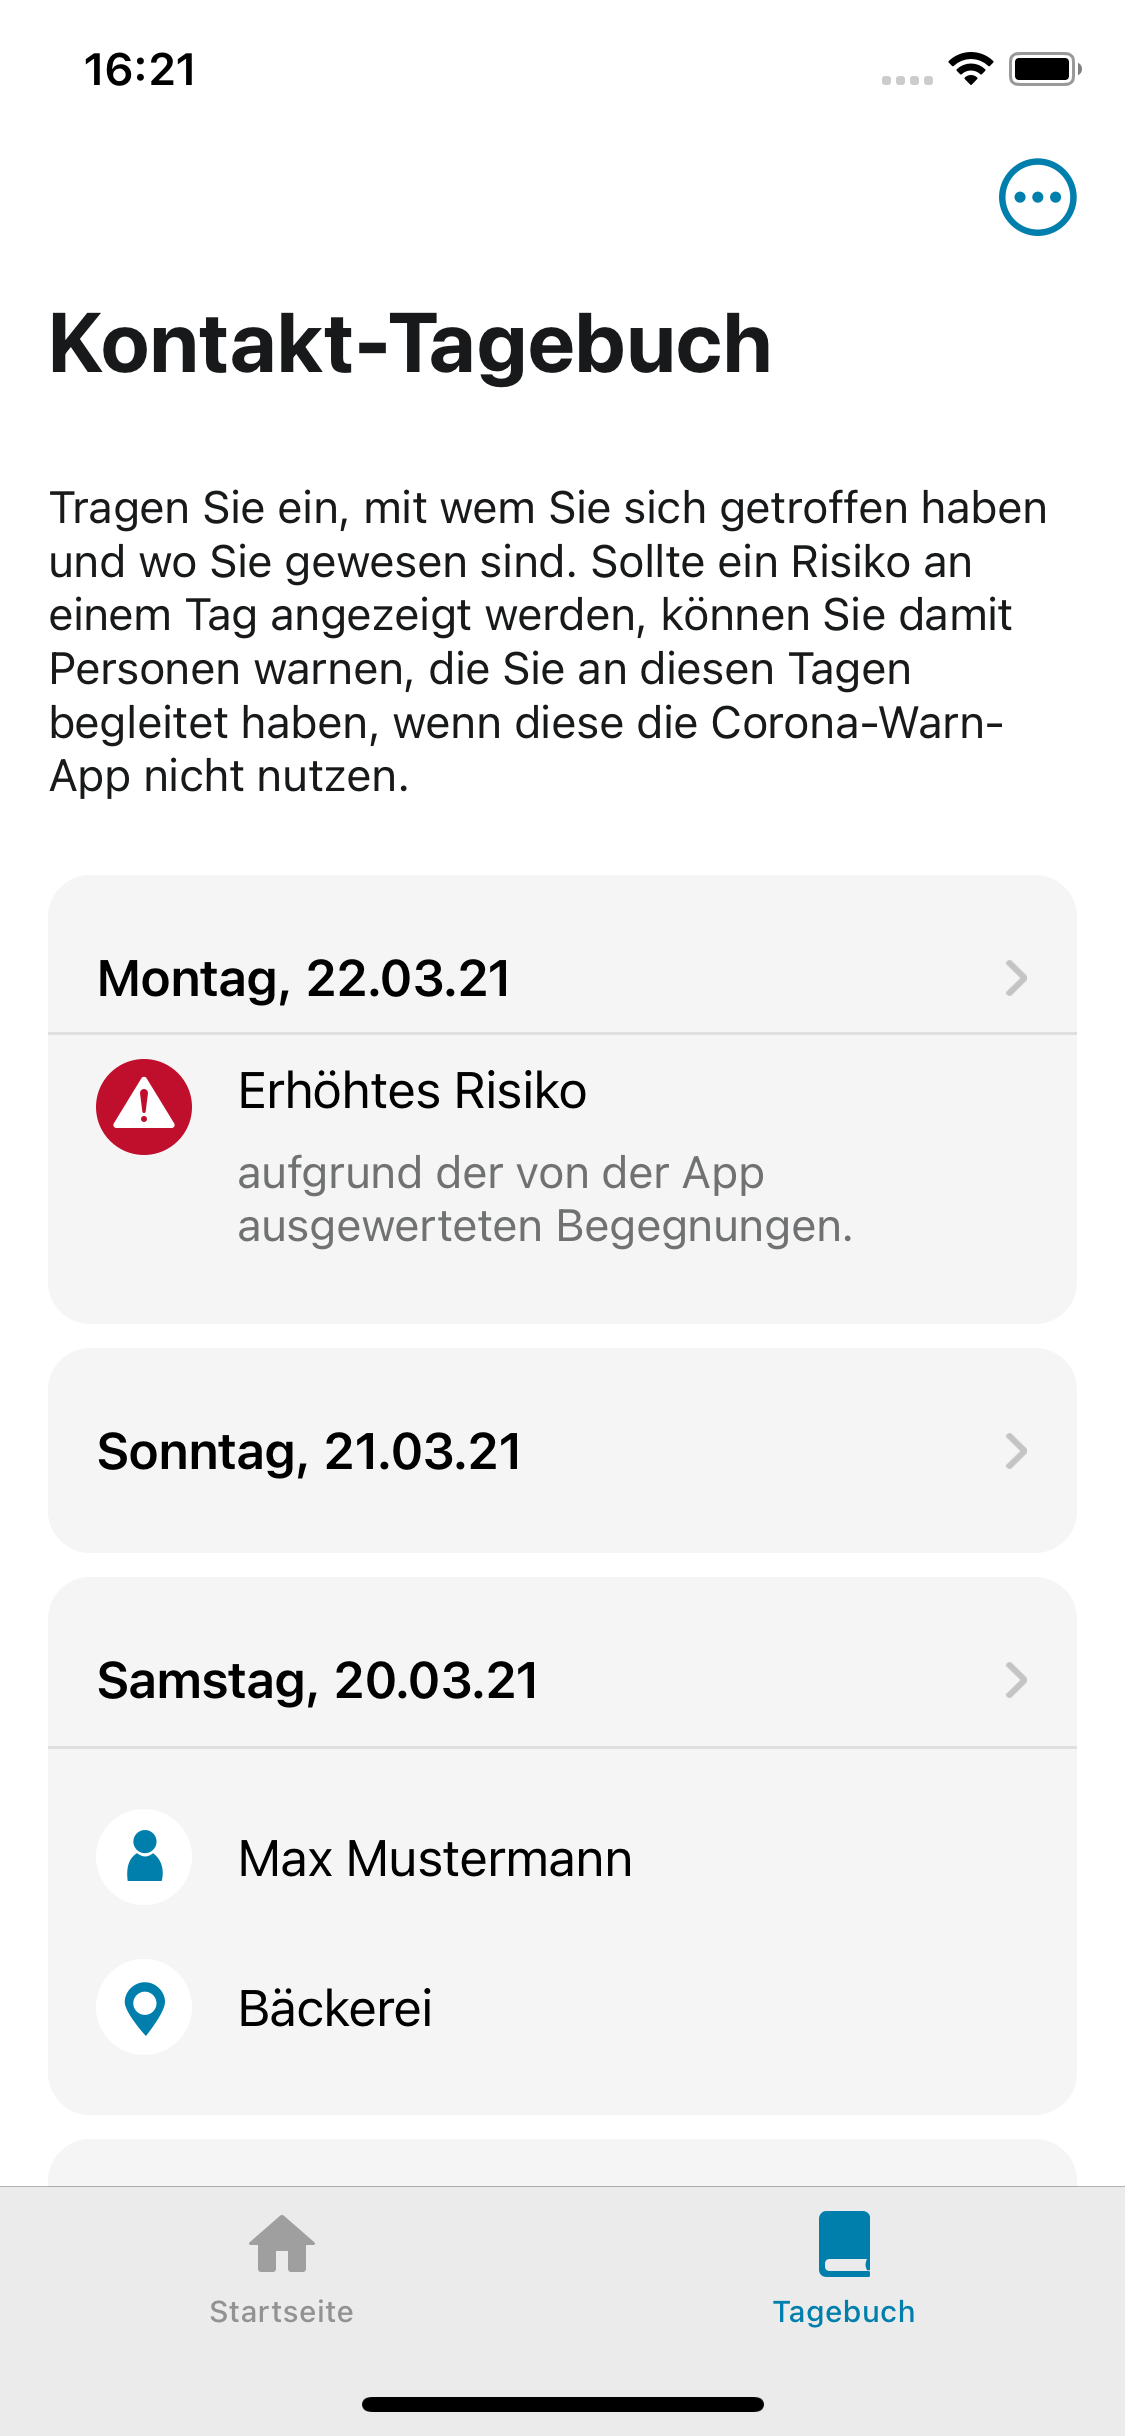 16:21
Kontakt-Tagebuch
Tragen Sie ein, mit wem Sie sich getroffen haben
und wo Sie gewesen sind. Sollte ein Risiko an
einem Tag angezeigt werden, können Sie damit
Personen warnen, die Sie an diesen Tagen
begleitet haben, wenn diese die Corona-Warn-
App nicht nutzen.
Montag, 22.03.21
Erhöhtes Risiko
aufgrund der von der App
ausgewerteten Begegnungen.
Sonntag, 21.03.21
Samstag, 20.03.21
Max Mustermann
Bäckerei
Startseite
Tagebuch